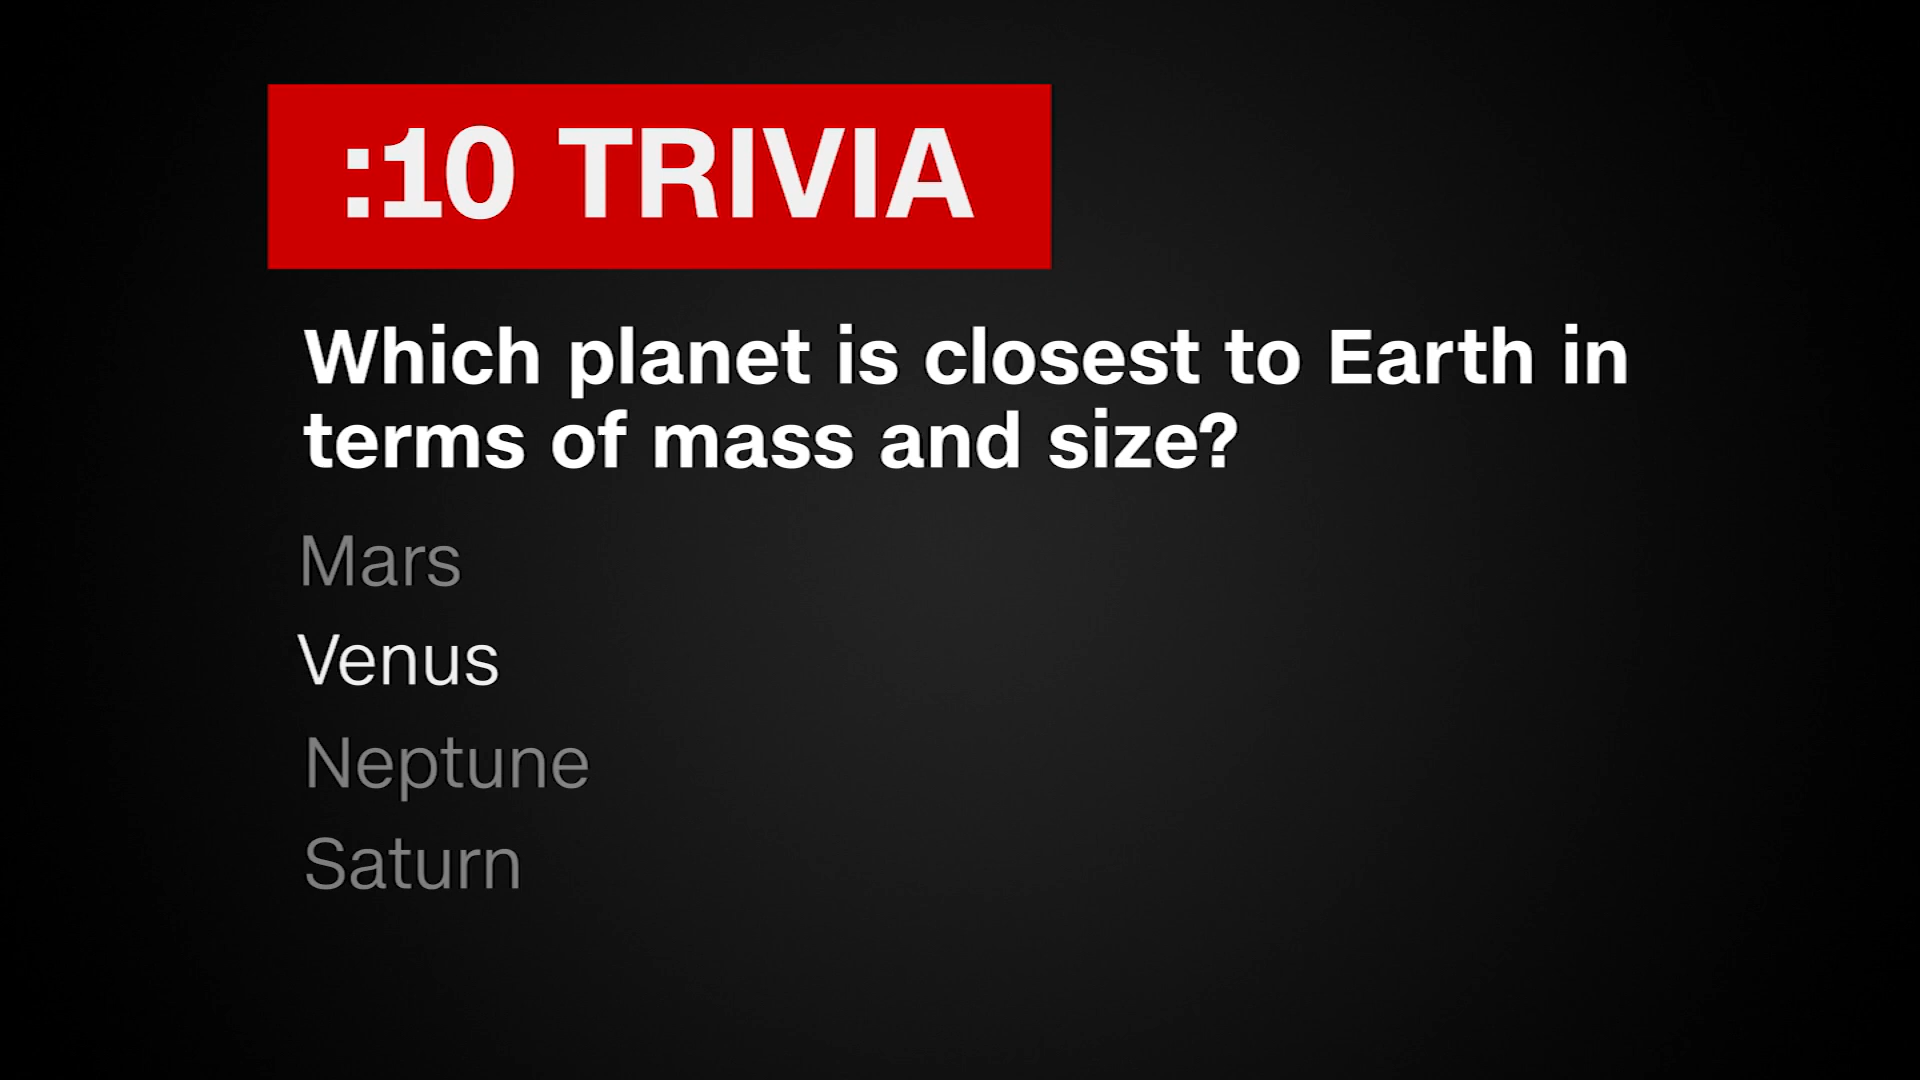 :10 TRIVIA
Which planet is closest to Earth in
terms of mass and size?
Mars
Venus
Neptune
Saturn